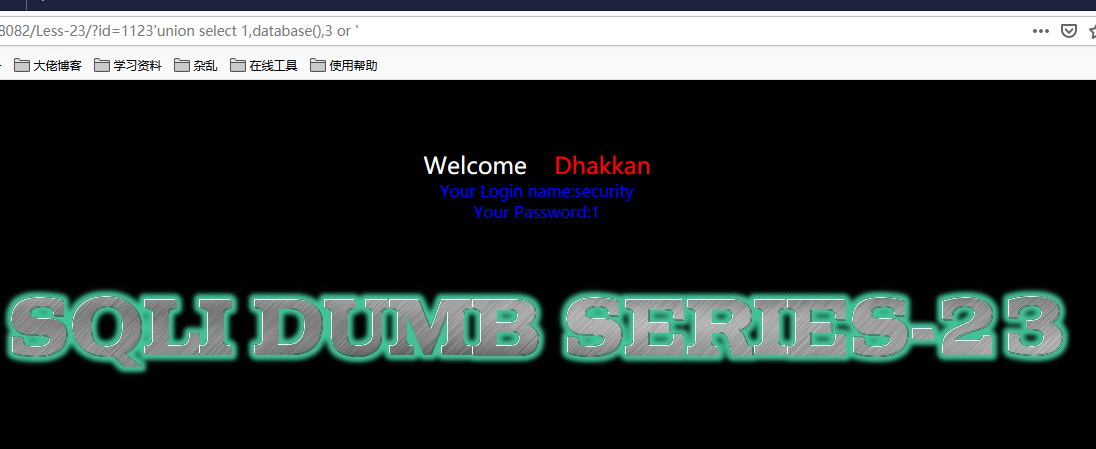 8082/Less-23/?id=1123'union select 1,database(),3 or '
大佬博客 学习资料 杂乱 在线工具 使用帮助
Welcome Dhakkan
Your Login name:security
Your Password:1
SQLI DUMB SERIES-23